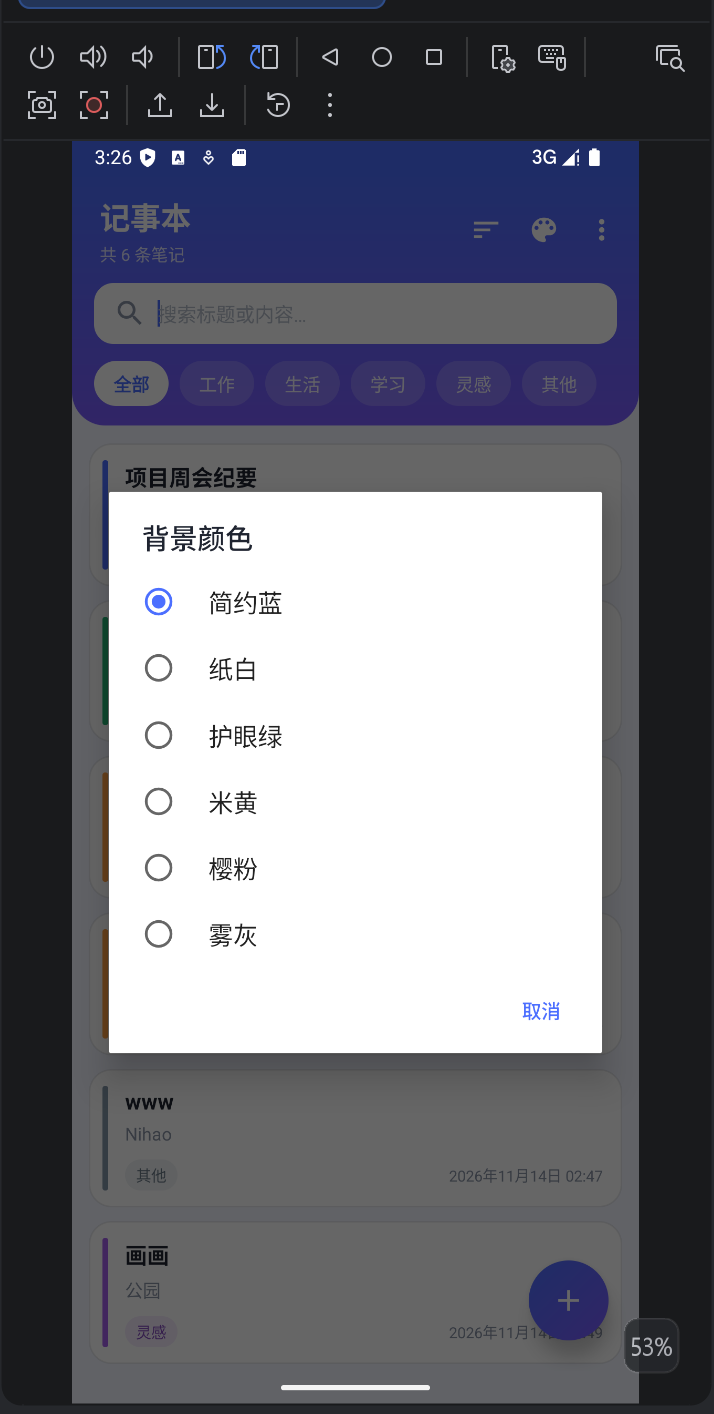 3:26
3G
记事本
共 6 条笔记
搜索标题或内容...
全部 工作 生活 学习 灵感 其他
项目周会纪要
背景颜色
简约蓝
纸白
护眼绿
米黄
樱粉
雾灰
取消
www
Nihao
其他 2026年11月14日 02:47
画画
公园
灵感 2026年11月14
53%